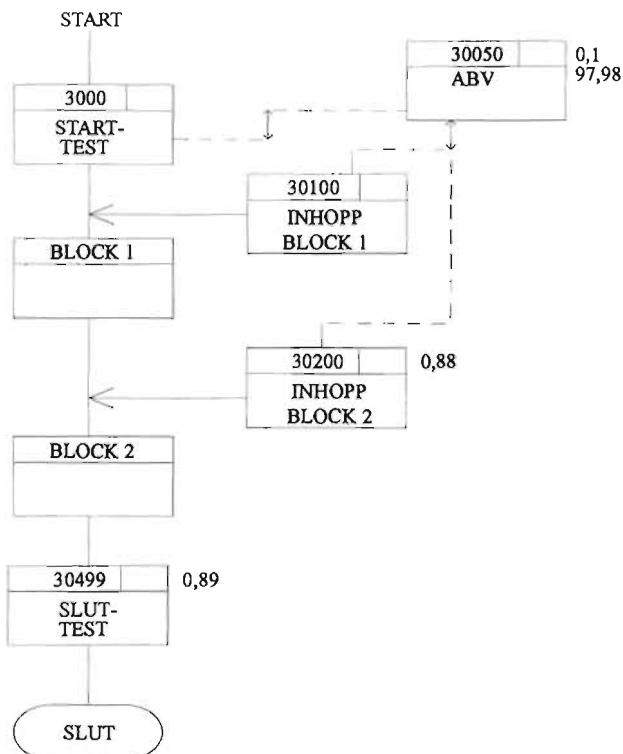 START
30050
0,1
ABV
97,98
3000
START-
TEST
30100
INHOPP
BLOCK 1
BLOCK 1
30200
0,88
INHOPP
BLOCK 2
BLOCK 2
30499
0,89
SLUT-
TEST
SLUT